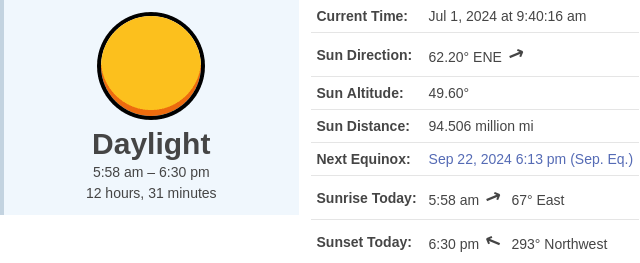 Daylight
5:58 am – 6:30 pm
12 hours, 31 minutes
Current Time: Jul 1, 2024 at 9:40:16 am
Sun Direction: 62.20° ENE
Sun Altitude: 49.60°
Sun Distance: 94.506 million mi
Next Equinox: Sep 22, 2024 6:13 pm (Sep. Eq.)
Sunrise Today: 5:58 am 67° East
Sunset Today: 6:30 pm 293° Northwest